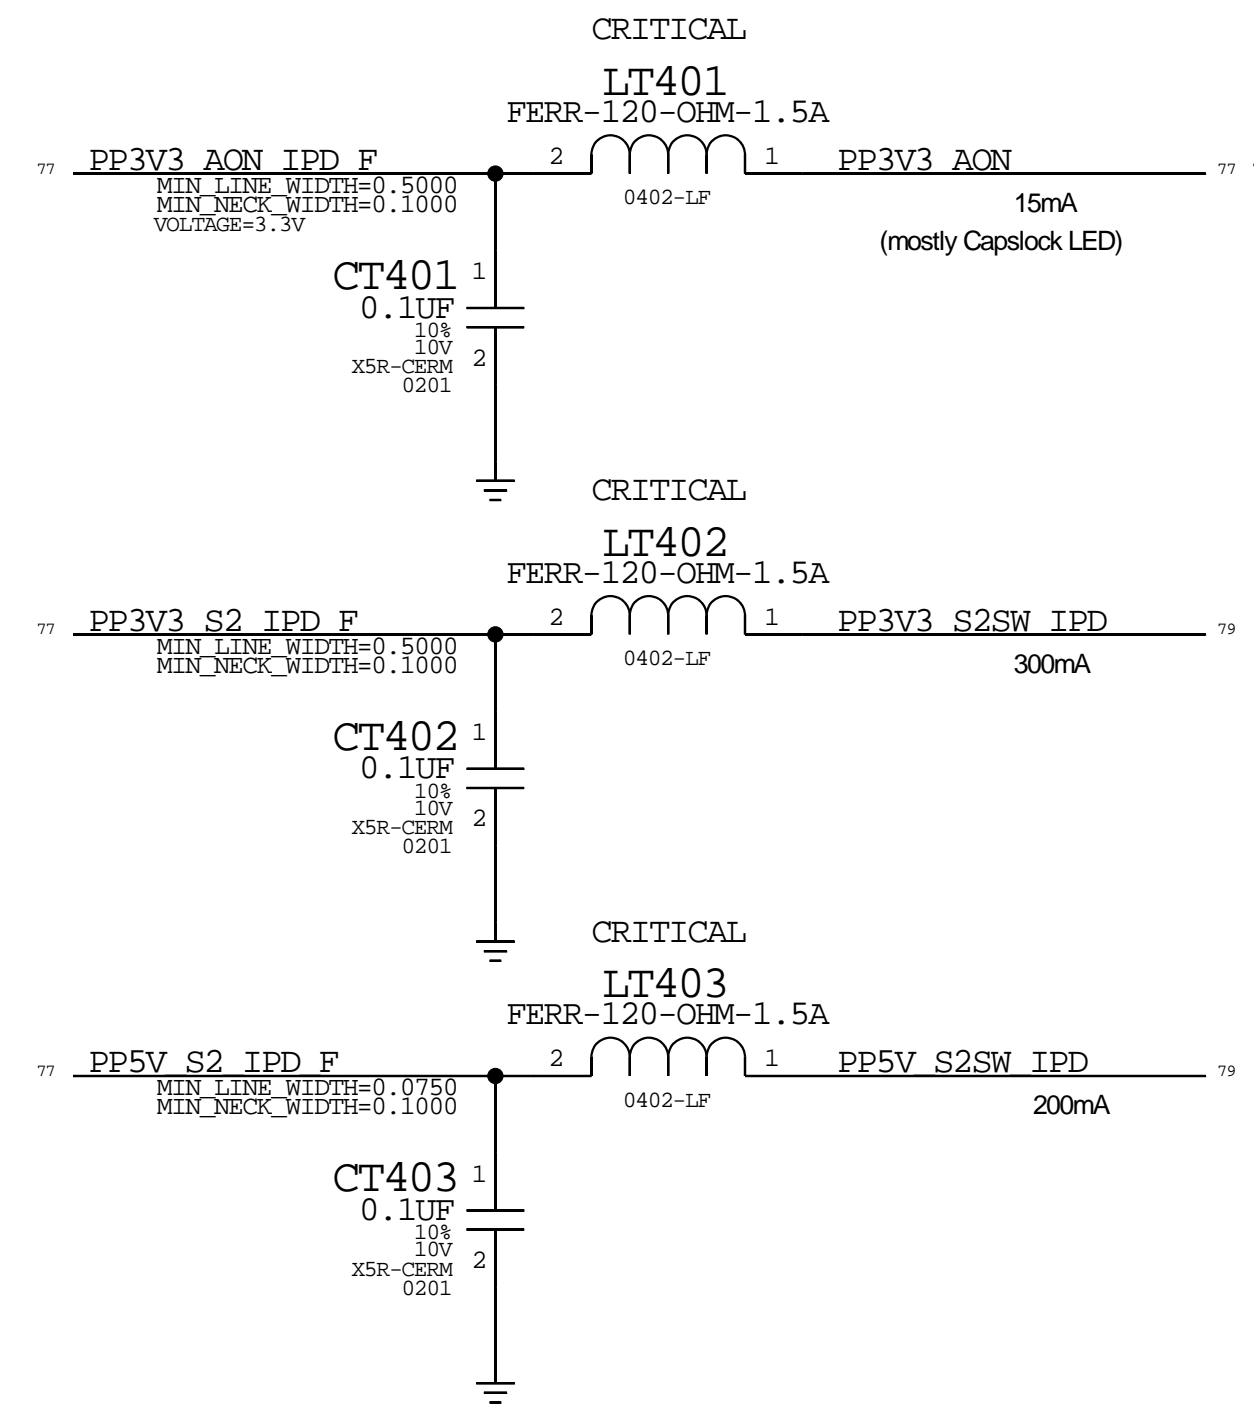 CRITICAL
LT401
FERR-120-OHM-1.5A
77 PP3V3_AON_IPD_F 2 1 PP3V3_AON 77
MIN_LINE_WIDTH=0.5000
MIN_NECK_WIDTH=0.1000
VOLTAGE=3.3V
0402-LF
15mA
(mostly Capslock LED)
CT401 1
0.1UF
10%
10V
X5R-CERM 2
0201
CRITICAL
LT402
FERR-120-OHM-1.5A
77 PP3V3_S2_IPD_F 2 1 PP3V3_S2SW_IPD 79
MIN_LINE_WIDTH=0.5000
MIN_NECK_WIDTH=0.1000
0402-LF
300mA
CT402 1
0.1UF
10%
10V
X5R-CERM 2
0201
CRITICAL
LT403
FERR-120-OHM-1.5A
77 PP5V_S2_IPD_F 2 1 PP5V_S2SW_IPD 79
MIN_LINE_WIDTH=0.0750
MIN_NECK_WIDTH=0.1000
0402-LF
200mA
CT403 1
0.1UF
10%
10V
X5R-CERM 2
0201